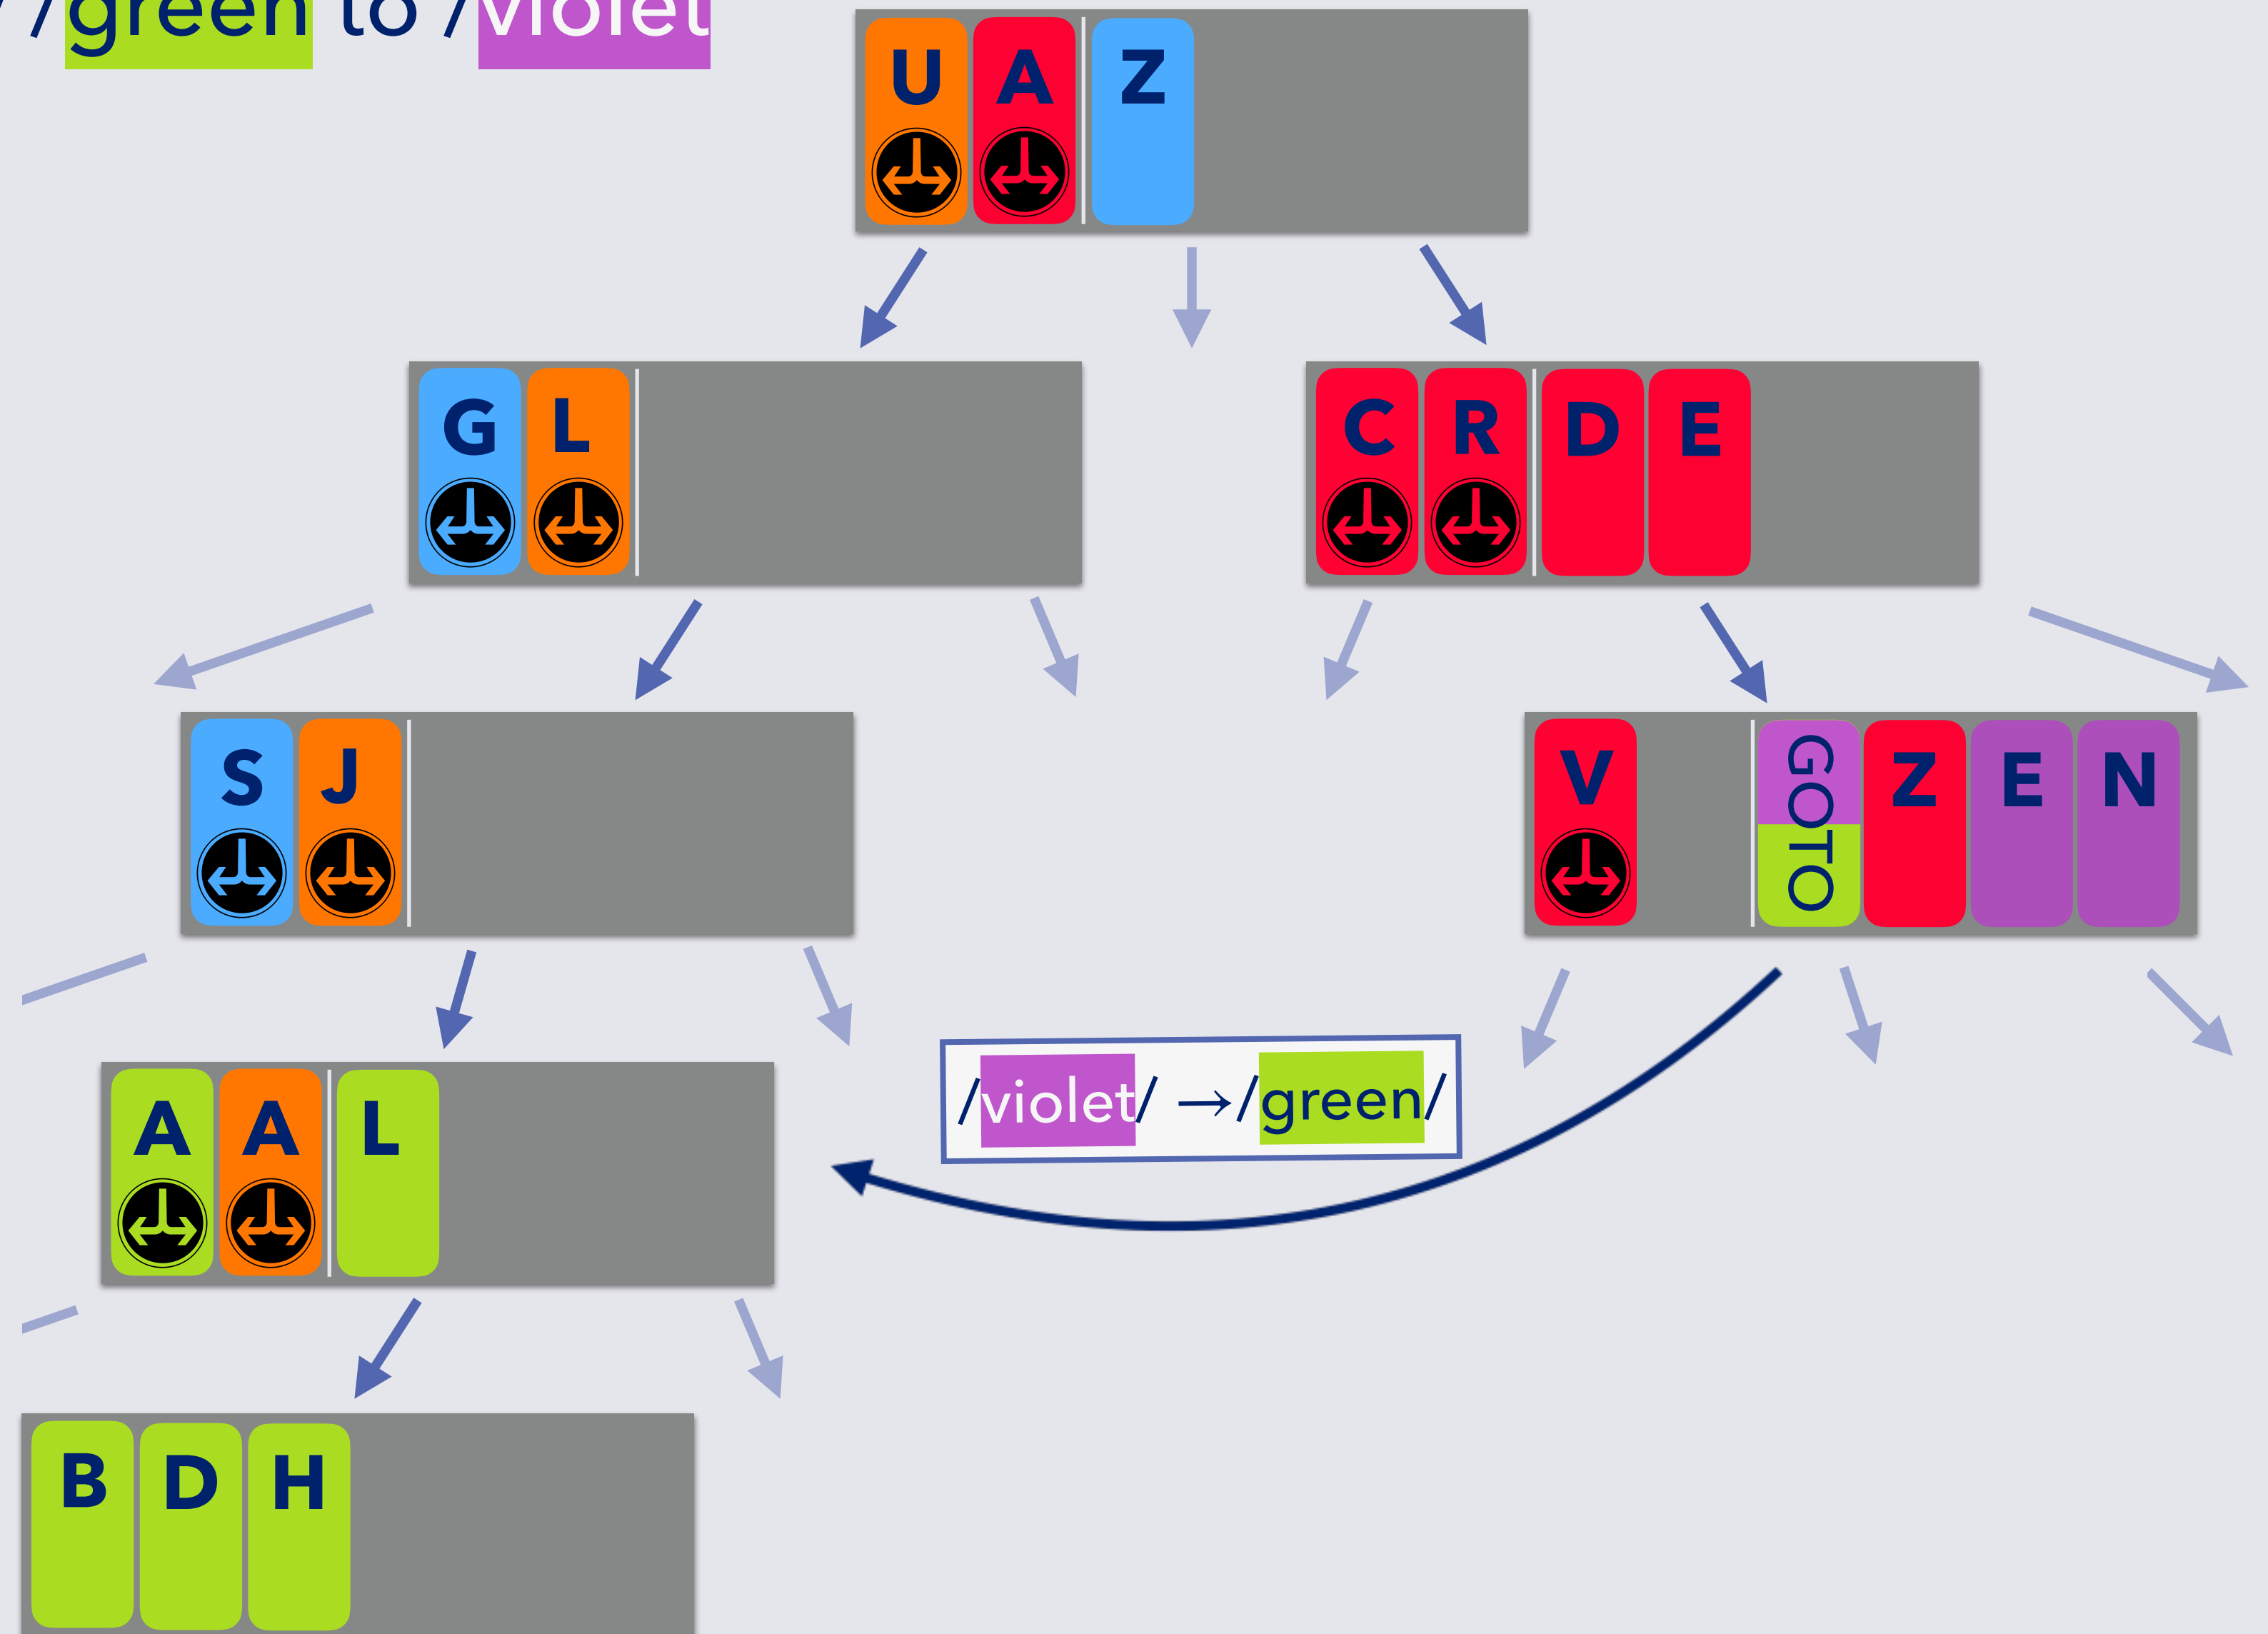 /green to /violet
U A Z
G L
C R D E
S J
V GOTO Z E N
/violet/ →/green/
A A L
B D H